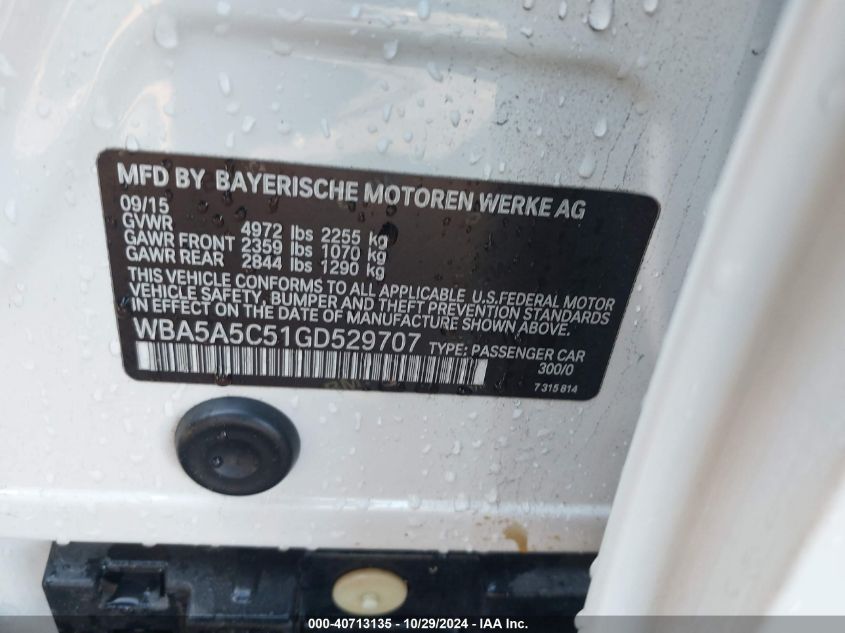 MFD BY BAYERISCHE MOTOREN WERKE AG
09/15
GVWR 4972 lbs 2255 kg
GAWR FRONT 2359 lbs 1070 kg
GAWR REAR 2844 lbs 1290 kg
THIS VEHICLE CONFORMS TO ALL APPLICABLE U.S.FEDERAL MOTOR
VEHICLE SAFETY, BUMPER AND THEFT PREVENTION STANDARDS
IN EFFECT ON THE DATE OF MANUFACTURE SHOWN ABOVE.
WBA5A5C51GD529707 TYPE: PASSENGER CAR
300/0
7 315 814
000-40713135 - 10/29/2024 - IAA Inc.